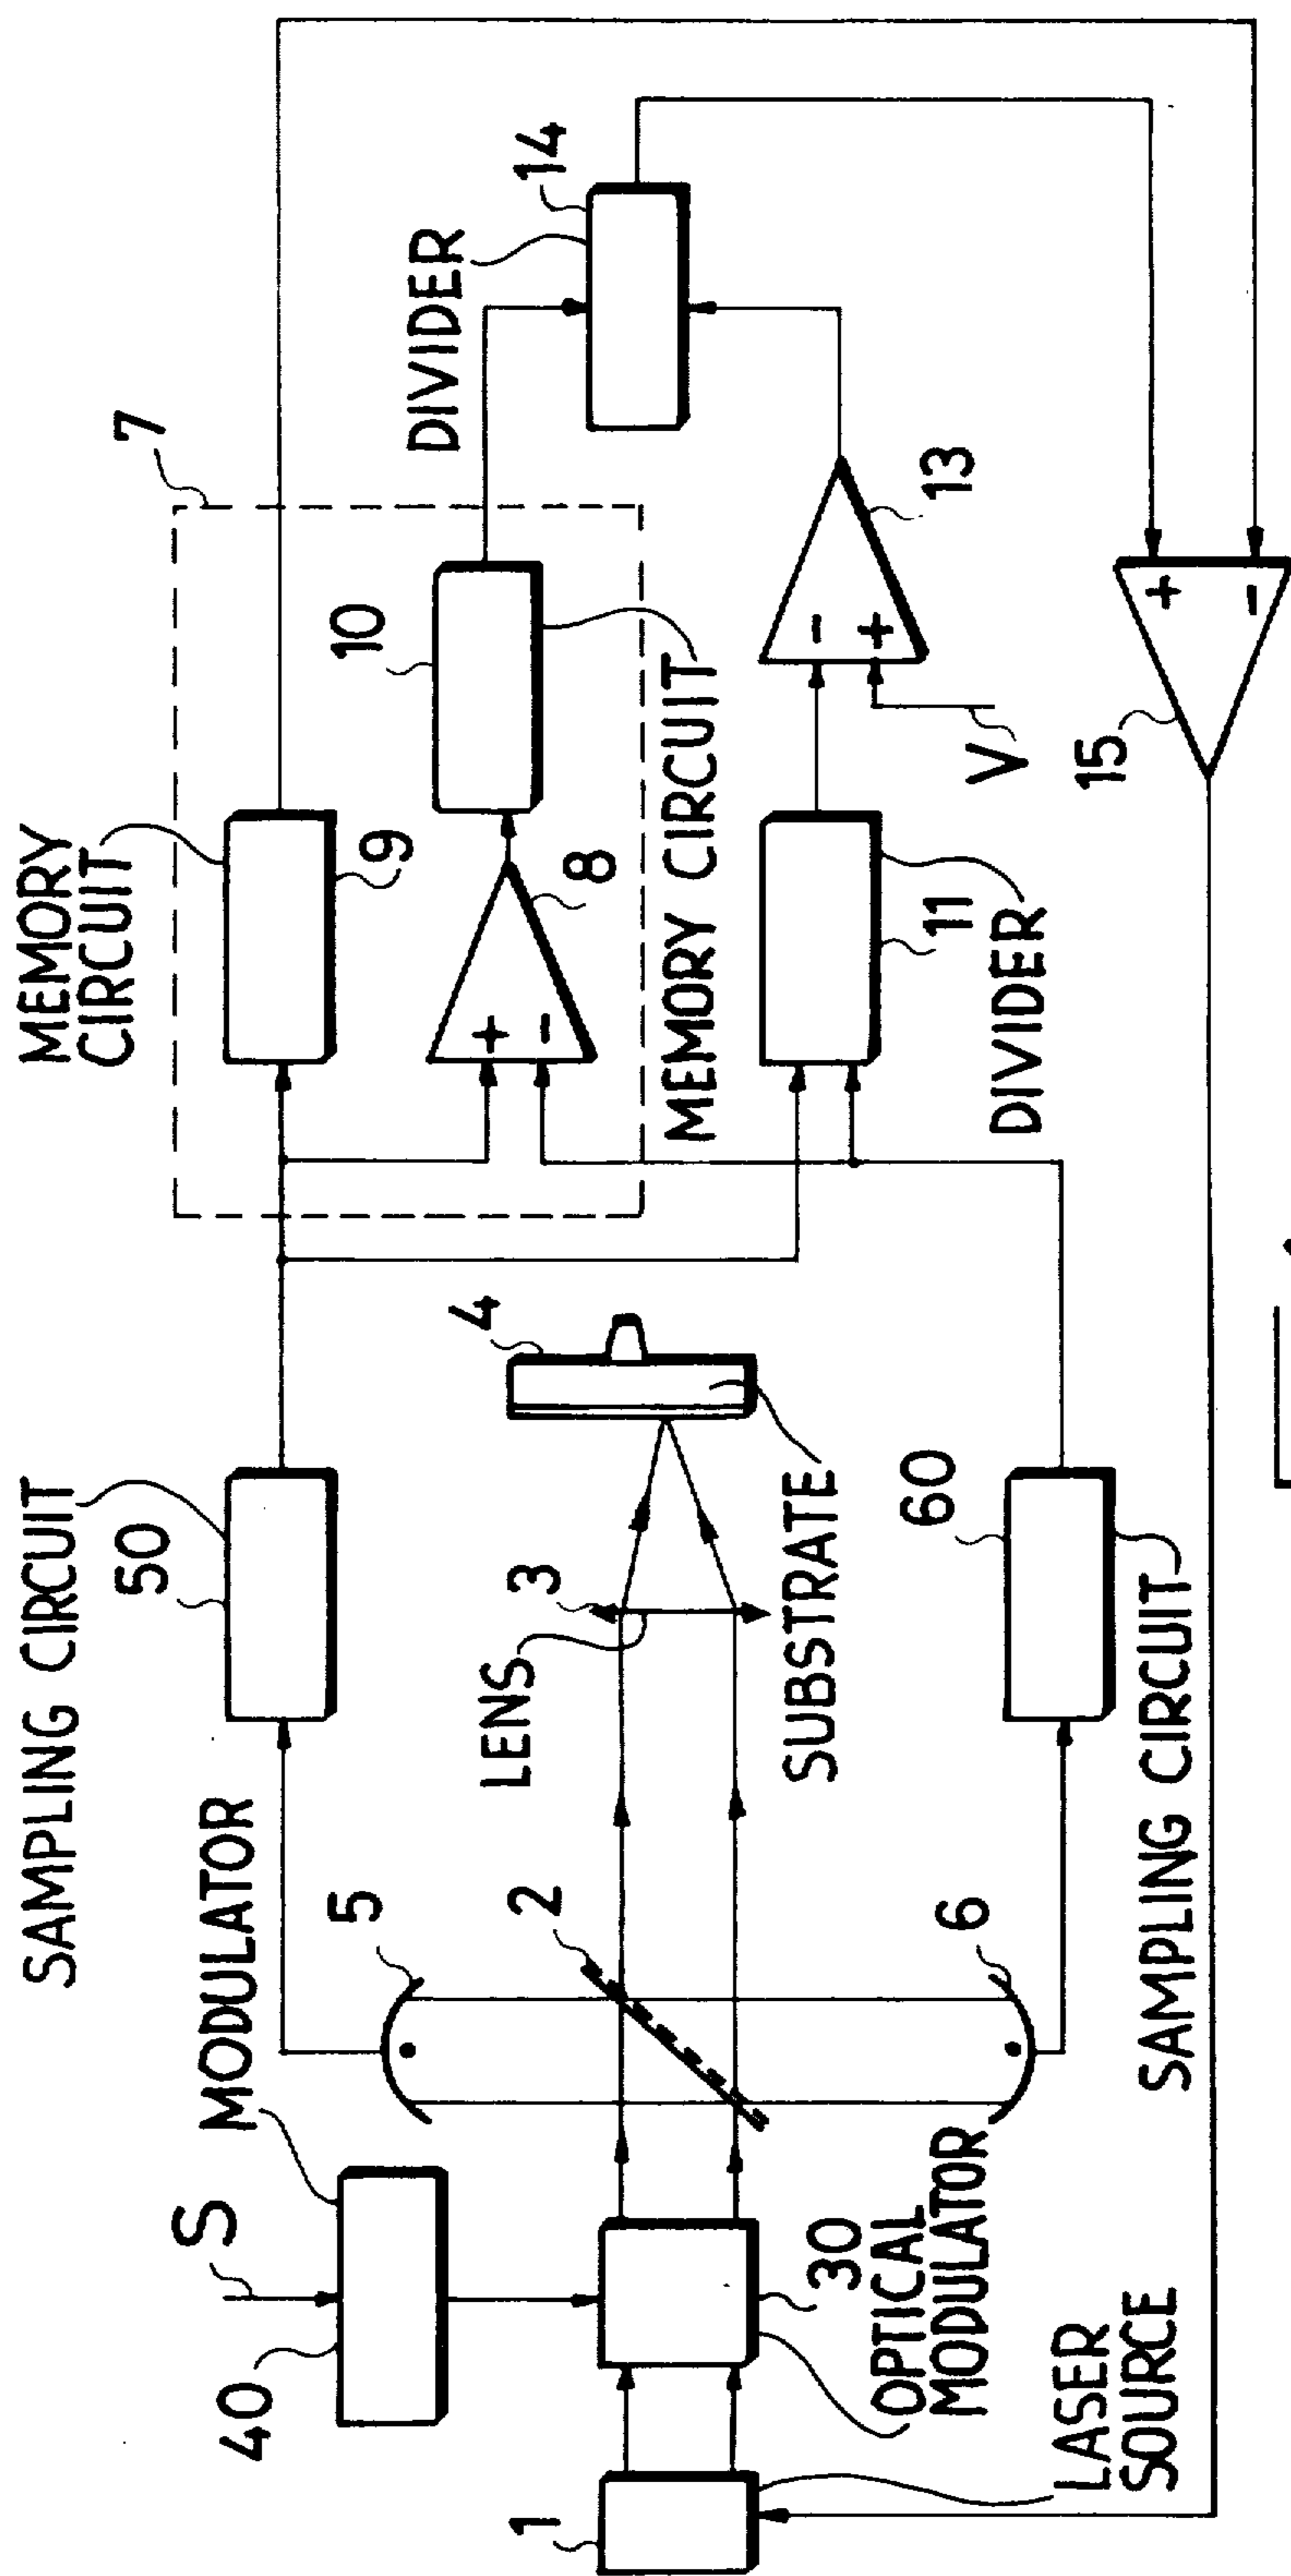 SAMPLING CIRCUIT
50
MEMORY
CIRCUIT
9
7
MODULATOR
S
40
5
10
8
MEMORY CIRCUIT
DIVIDER
14
+
-
4
LENS
3
2
SUBSTRATE
1
30
OPTICAL
MODULATOR
6
60
SAMPLING CIRCUIT
11
DIVIDER
-
+
13
V
LASER
SOURCE
15
+
-